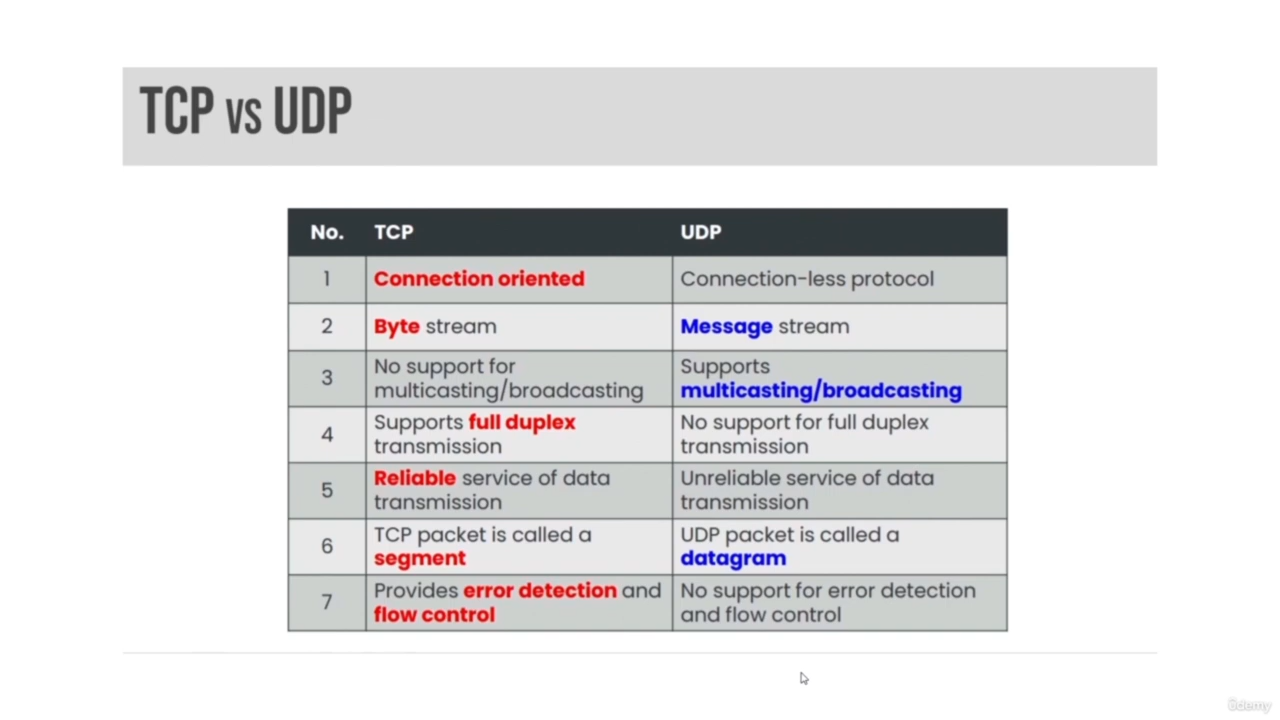 TCP VS UDP
No. TCP UDP
1 Connection oriented Connection-less protocol
2 Byte stream Message stream
3 No support for multicasting/broadcasting Supports multicasting/broadcasting
4 Supports full duplex transmission No support for full duplex transmission
5 Reliable service of data transmission Unreliable service of data transmission
6 TCP packet is called a segment UDP packet is called a datagram
7 Provides error detection and flow control No support for error detection and flow control
ûdemy